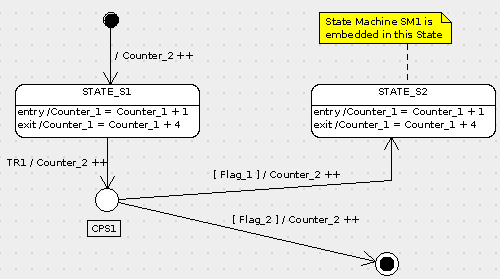 State Machine SM1 is
embedded in this State
/ Counter_2 ++
STATE_S1
entry /Counter_1 = Counter_1 + 1
exit /Counter_1 = Counter_1 + 4
STATE_S2
entry /Counter_1 = Counter_1 + 1
exit /Counter_1 = Counter_1 + 4
TR1 / Counter_2 ++
[ Flag_1 ] / Counter_2 ++
CPS1
[ Flag_2 ] / Counter_2 ++